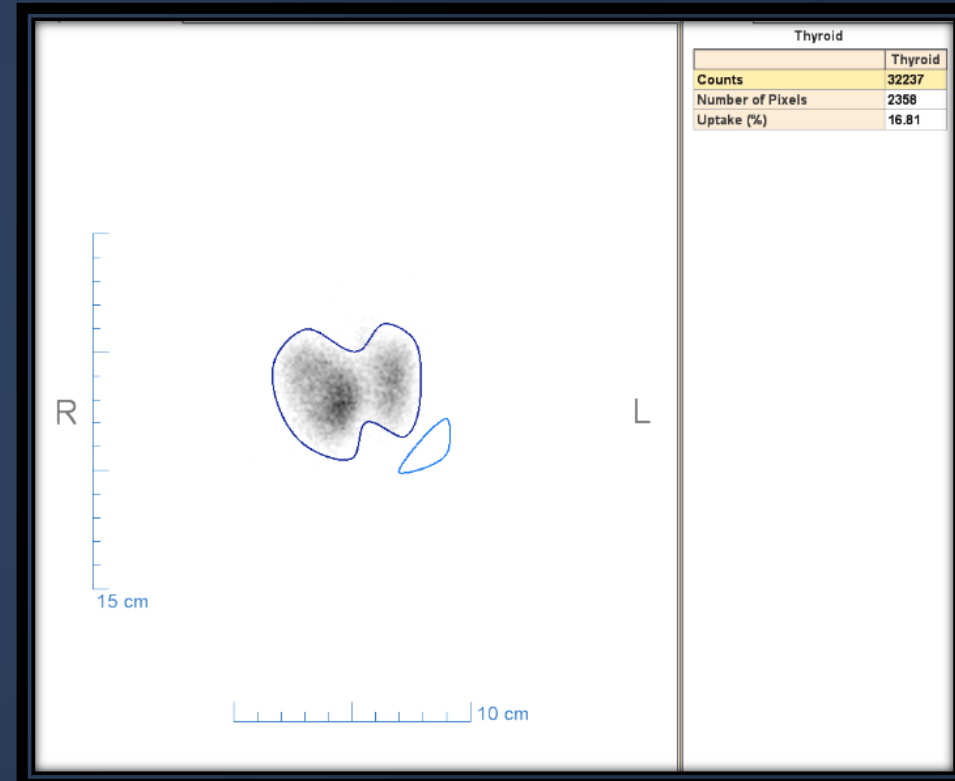 Thyroid
Thyroid
Counts 32237
Number of Pixels 2358
Uptake (%) 16.81
R
L
15 cm
10 cm